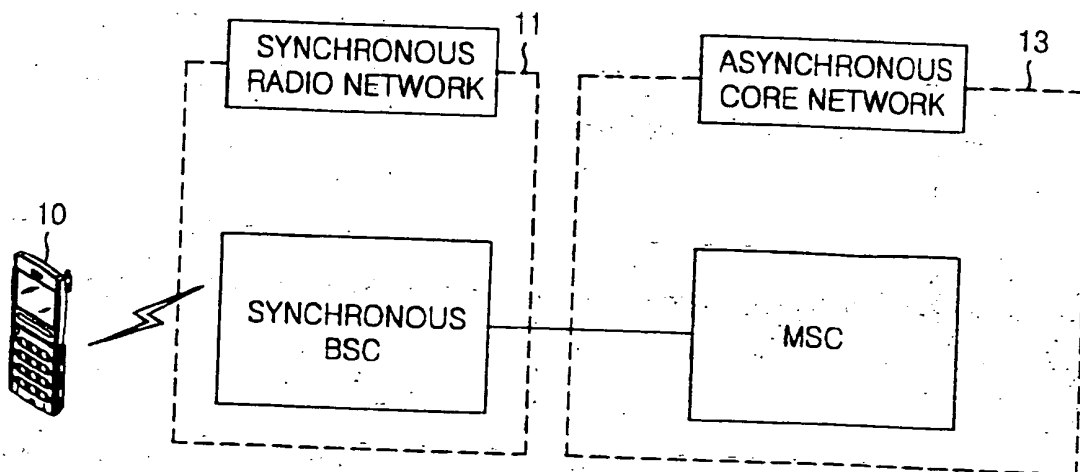 11
SYNCHRONOUS
RADIO NETWORK
13
ASYNCHRONOUS
CORE NETWORK
10
SYNCHRONOUS
BSC
MSC